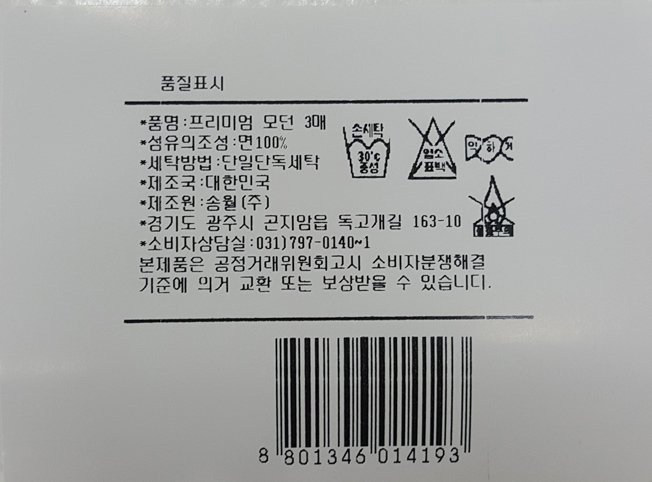 품질표시
*품명:프리미엄 모던 3매
*섬유의조성:면100%
*세탁방법:단일단독세탁
*제조국:대한민국
*제조원:송월(주)
*경기도 광주시 곤지암읍 독고개길 163-10
*소비자상담실:031)797-0140~1
본제품은 공정거래위원회고시 소비자분쟁해결
기준에 의거 교환 또는 보상받을 수 있습니다.
손세탁
30℃
중성
염소
표백
약하게
8 801346 014193